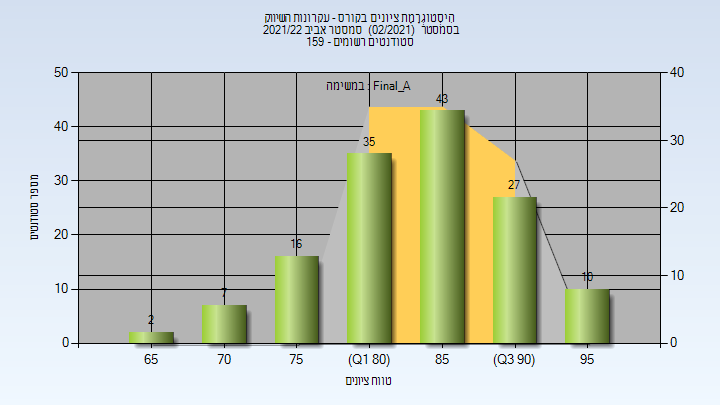 הִיסטוֹגְרַמַת ציונים בקורס - עקרונות השיווק
בסמסטר (02/2021) סמסטר אביב 2021/22
סטודנטים רשומים - 159
במשימה : Final_A
מספר סטודנטים
50
40
30
20
10
0
40
30
20
10
0
2
7
16
35
43
27
10
65
70
75
(Q1 80)
85
(Q3 90)
95
טווח ציונים